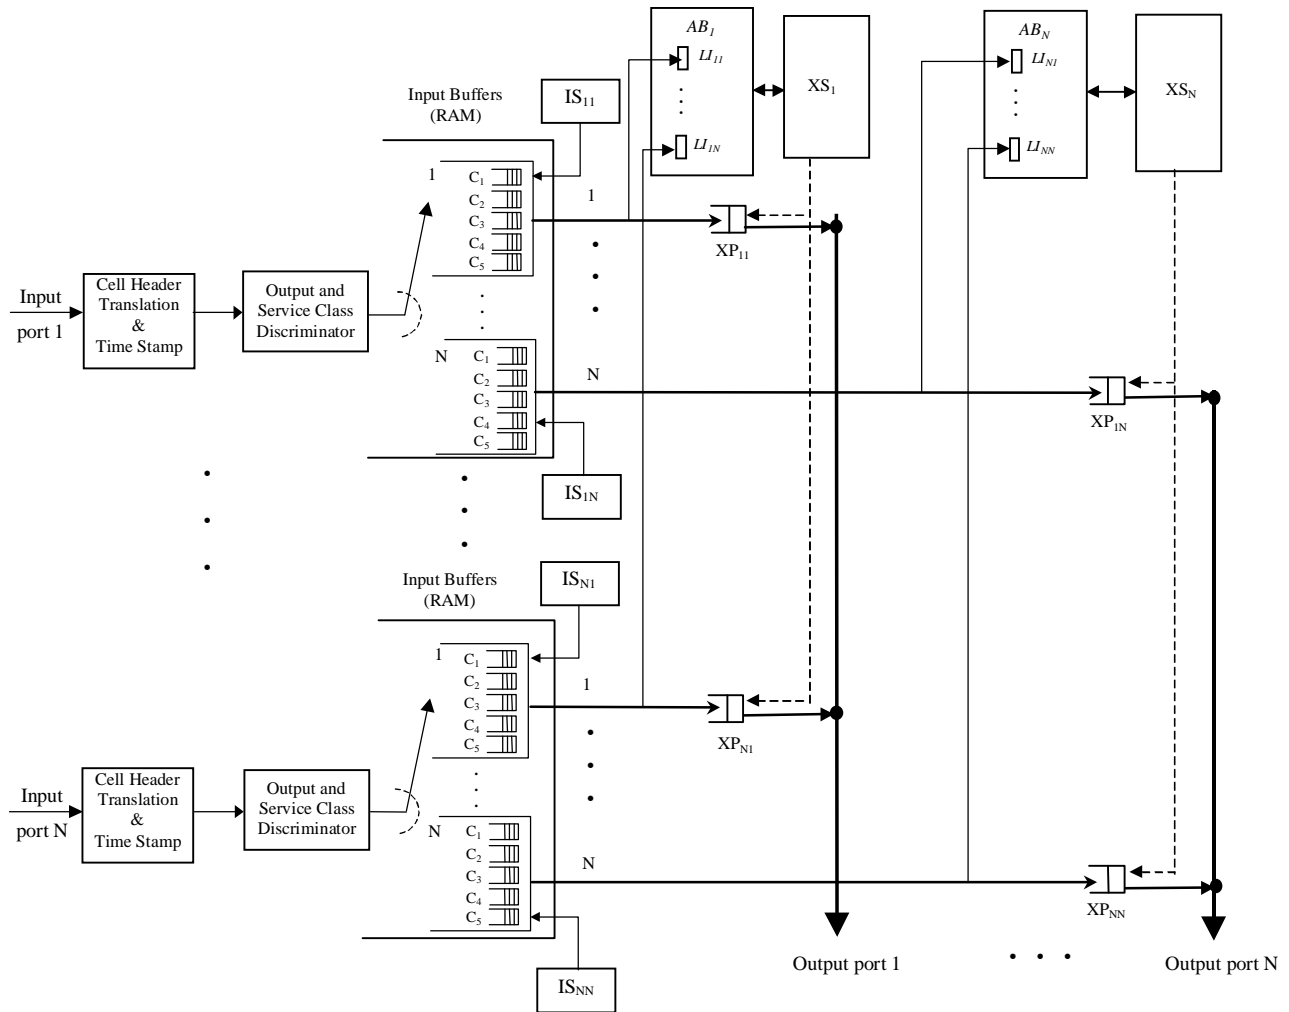 AB₁
LI₁₁
LI₁N
XS₁
ABN
LIN1
LINN
XSN
Input Buffers
(RAM)
IS₁₁
1
C₁
C₂
C₃
C₄
C₅
1
XP₁₁
Input
port 1
Cell Header
Translation
&
Time Stamp
Output and
Service Class
Discriminator
N
C₁
C₂
C₃
C₄
C₅
N
XP1N
IS1N
Input Buffers
(RAM)
ISN1
1
C₁
C₂
C₃
C₄
C₅
1
XPN1
Input
port N
Cell Header
Translation
&
Time Stamp
Output and
Service Class
Discriminator
N
C₁
C₂
C₃
C₄
C₅
N
XPNN
ISNN
Output port 1
Output port N